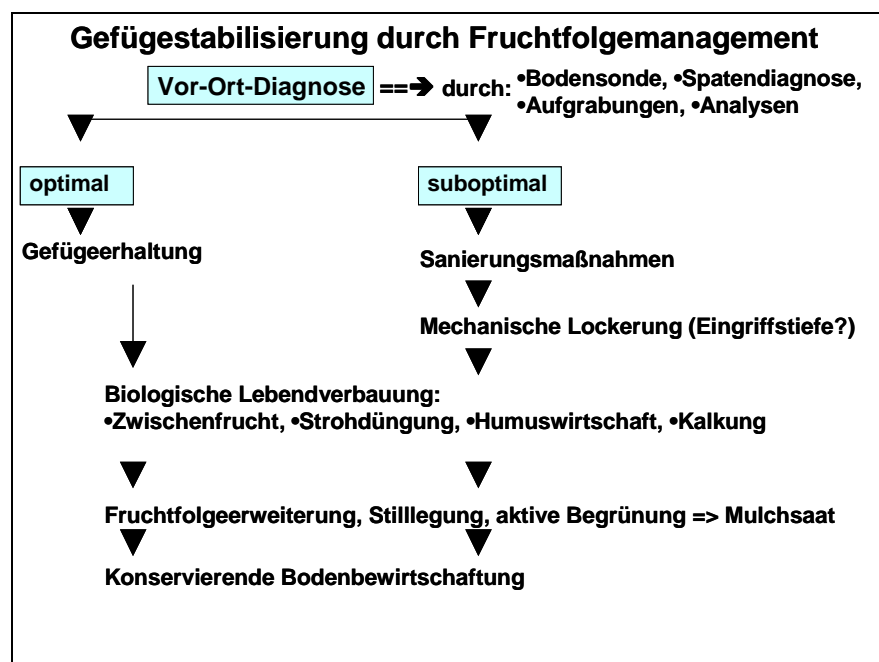 Gefügestabilisierung durch Fruchtfolgemanagement
Vor-Ort-Diagnose ==➔ durch: •Bodensonde, •Spatendiagnose,
•Aufgrabungen, •Analysen
optimal
suboptimal
Gefügeerhaltung
Sanierungsmaßnahmen
Mechanische Lockerung (Eingriffstiefe?)
Biologische Lebendverbauung:
•Zwischenfrucht, •Strohdüngung, •Humuswirtschaft, •Kalkung
Fruchtfolgeerweiterung, Stilllegung, aktive Begrünung => Mulchsaat
Konservierende Bodenbewirtschaftung